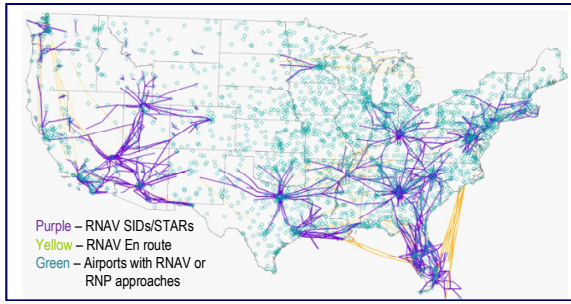 Purple – RNAV SIDs/STARs
Yellow – RNAV En route
Green – Airports with RNAV or
RNP approaches